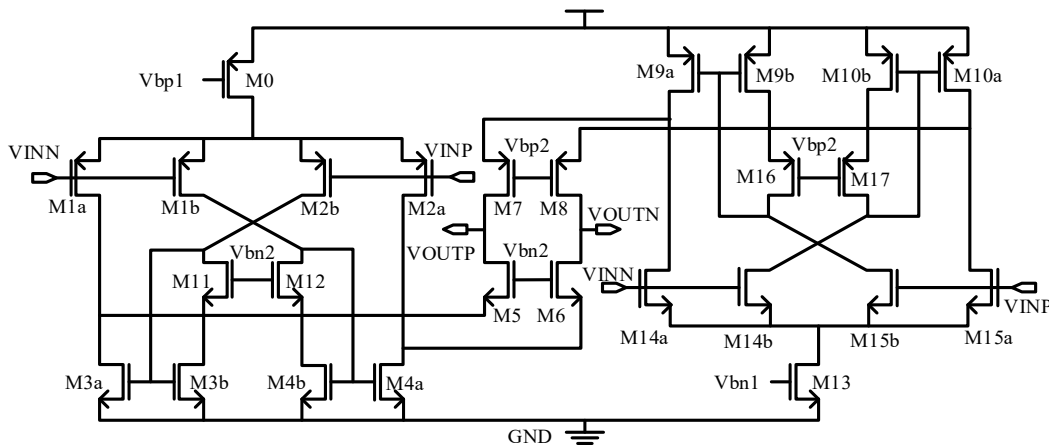 Vbp1
M0
M9a
M9b
M10b
M10a
VINN
VINP
Vbp2
Vbp2
M1a
M1b
M2b
M2a
M7
M8
M16
M17
VOUTP
VOUTN
Vbn2
Vbn2
M11
M12
VINN
M5
M6
VINP
M14a
M14b
M15b
M15a
M3a
M3b
M4b
M4a
Vbn1
M13
GND